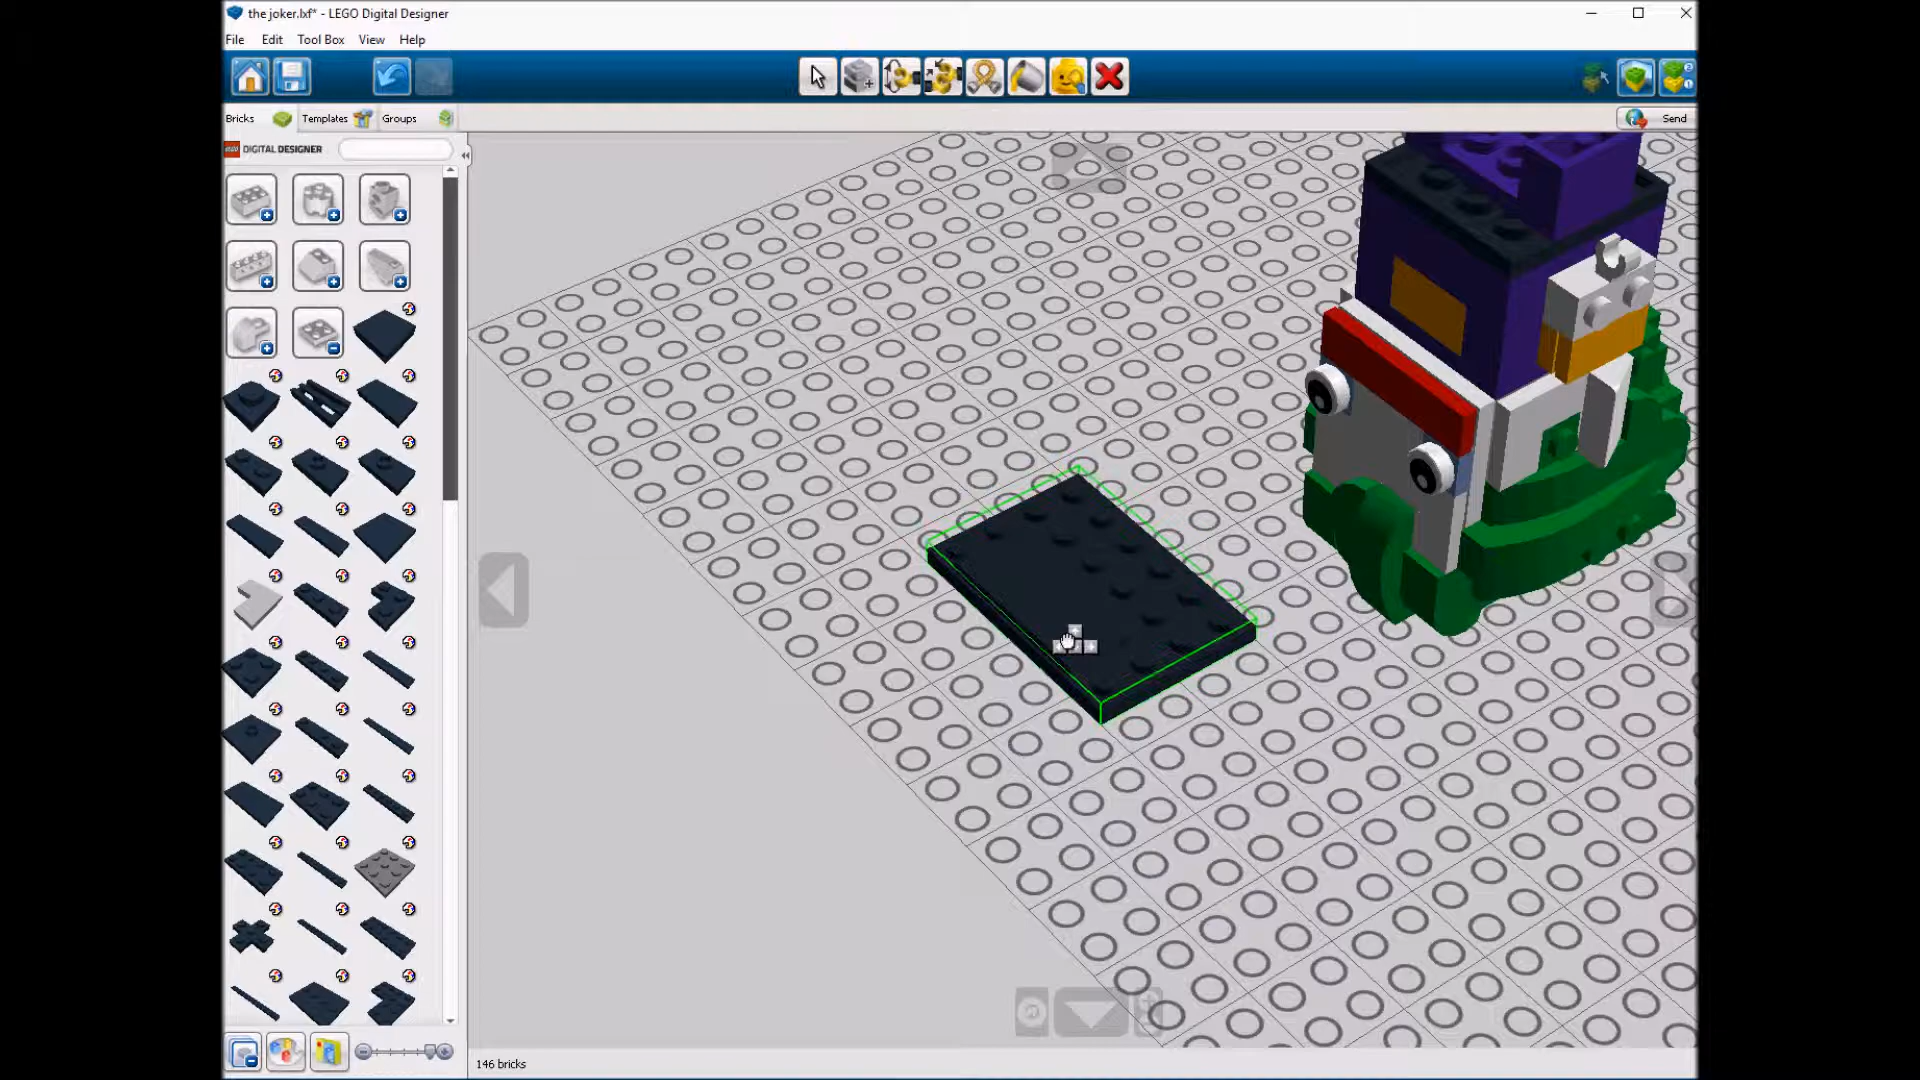 the joker.lxf* - LEGO Digital Designer
File Edit Tool Box View Help
Bricks Templates Groups Send
LEGO DIGITAL DESIGNER
146 bricks